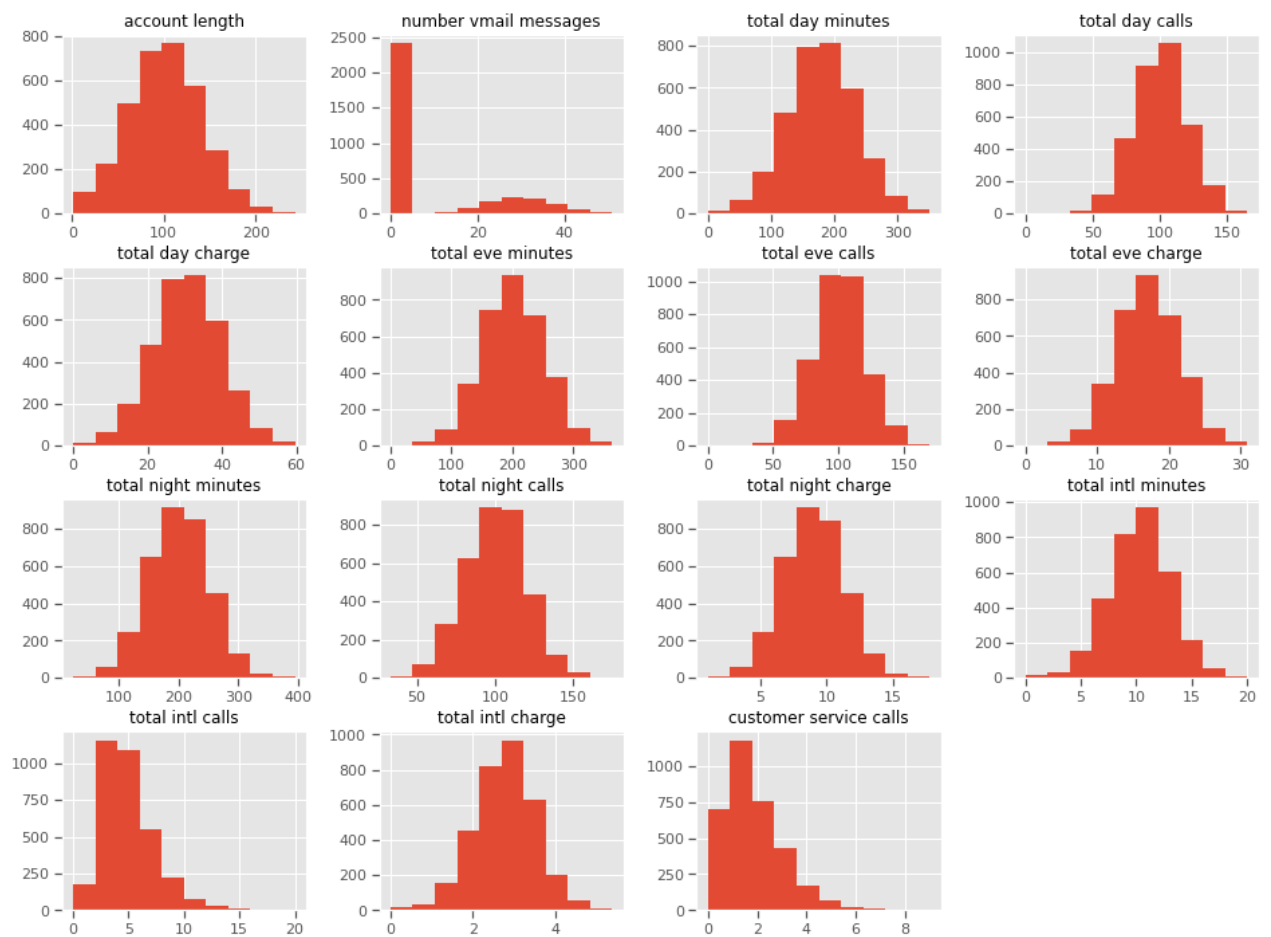 account length
800
600
400
200
0
0 100 200
number vmail messages
2500
2000
1500
1000
500
0
0 20 40
total day minutes
800
600
400
200
0
0 100 200 300
total day calls
1000
800
600
400
200
0
0 50 100 150
total day charge
800
600
400
200
0
0 20 40 60
total eve minutes
800
600
400
200
0
0 100 200 300
total eve calls
1000
800
600
400
200
0
0 50 100 150
total eve charge
800
600
400
200
0
0 10 20 30
total night minutes
800
600
400
200
0
100 200 300 400
total night calls
800
600
400
200
0
50 100 150
total night charge
800
600
400
200
0
5 10 15
total intl minutes
1000
800
600
400
200
0
0 5 10 15 20
total intl calls
1000
750
500
250
0
0 5 10 15 20
total intl charge
1000
800
600
400
200
0
0 2 4
customer service calls
1000
750
500
250
0
0 2 4 6 8